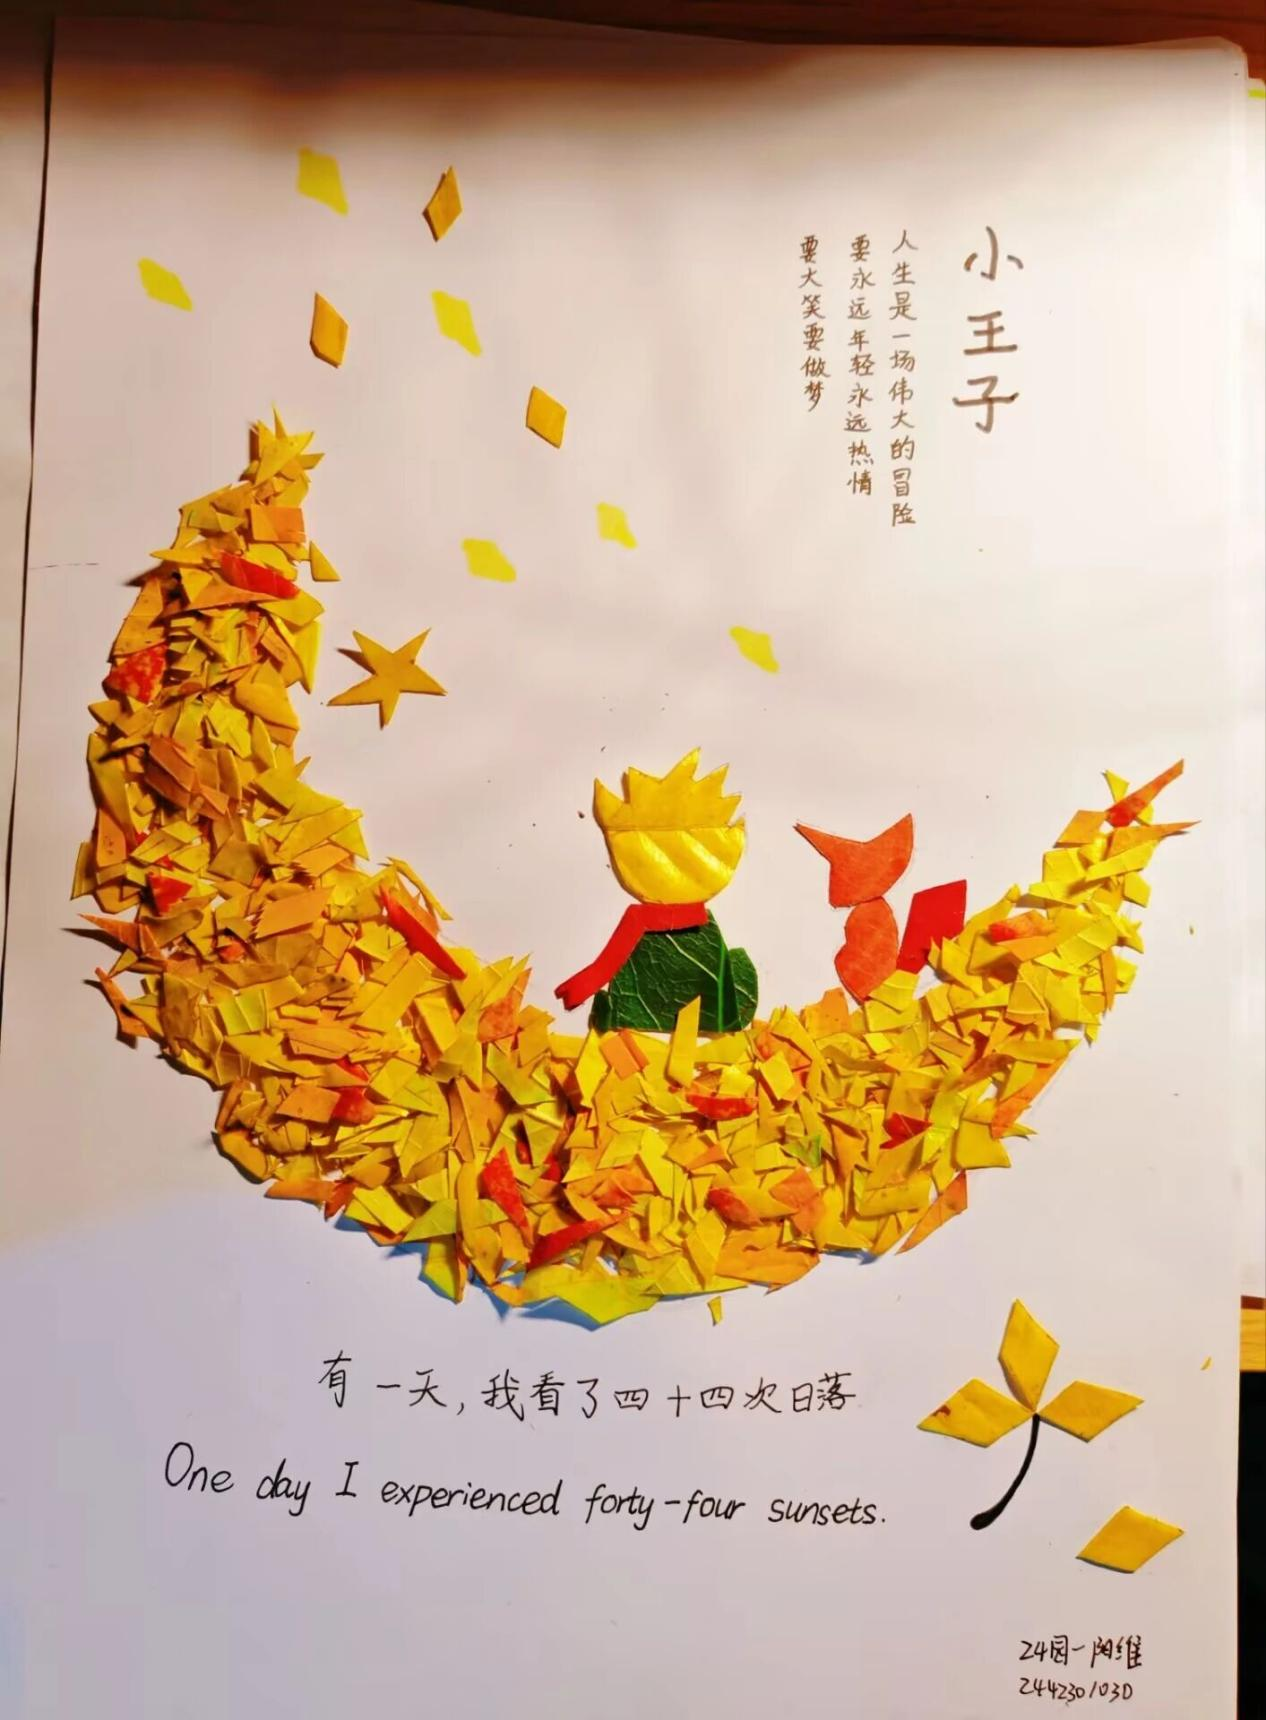 小王子
人生是一场伟大的冒险
要永远年轻永远热情
要大笑要做梦
有一天,我看了四十四次日落
One day I experienced forty-four sunsets.
24园一阳维
244230103D